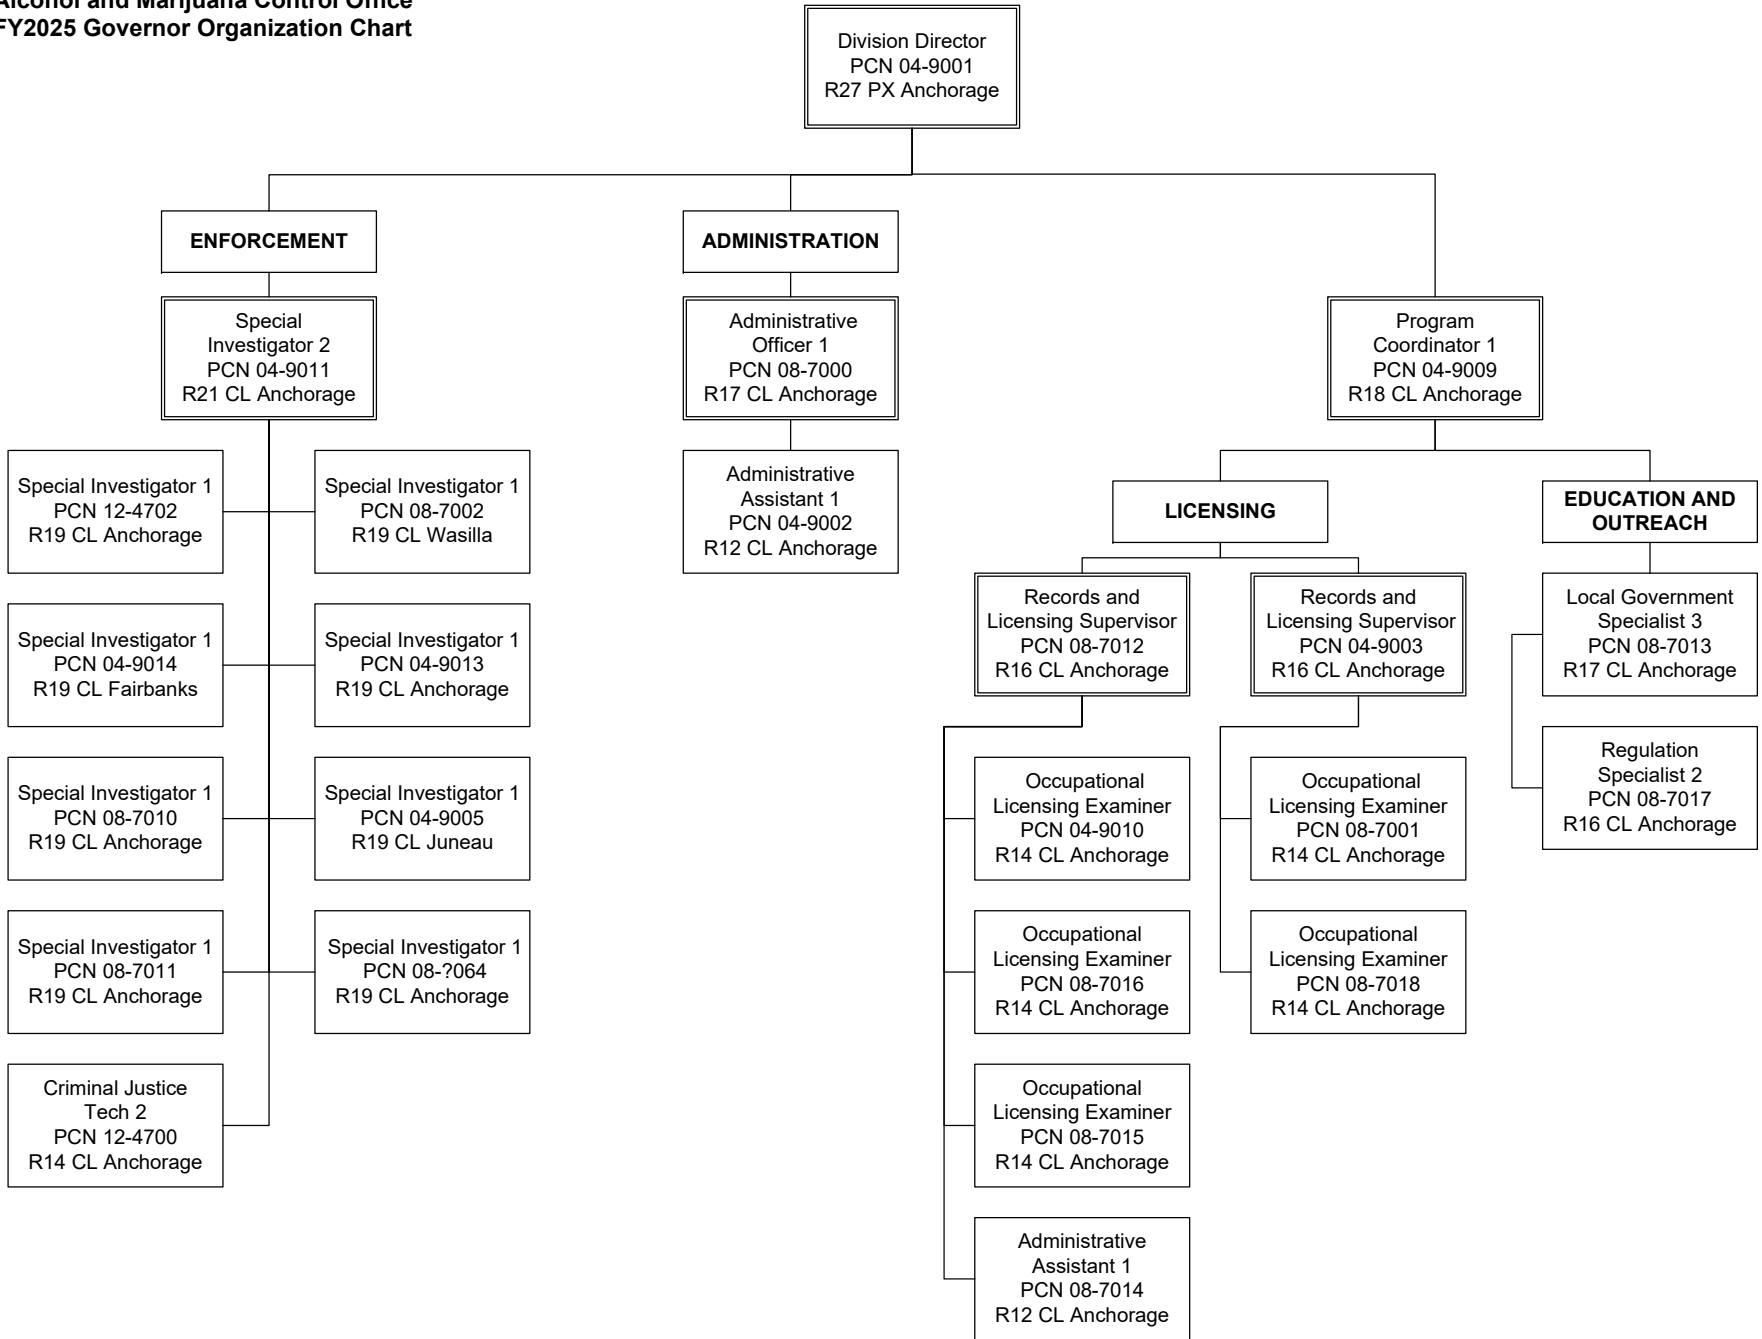 Alcohol and Marijuana Control Office
FY2025 Governor Organization Chart
Division Director
PCN 04-9001
R27 PX Anchorage
ENFORCEMENT
ADMINISTRATION
Special
Investigator 2
PCN 04-9011
R21 CL Anchorage
Administrative
Officer 1
PCN 08-7000
R17 CL Anchorage
Program
Coordinator 1
PCN 04-9009
R18 CL Anchorage
Special Investigator 1
PCN 12-4702
R19 CL Anchorage
Special Investigator 1
PCN 08-7002
R19 CL Wasilla
Administrative
Assistant 1
PCN 04-9002
R12 CL Anchorage
LICENSING
EDUCATION AND
OUTREACH
Special Investigator 1
PCN 04-9014
R19 CL Fairbanks
Special Investigator 1
PCN 04-9013
R19 CL Anchorage
Records and
Licensing Supervisor
PCN 08-7012
R16 CL Anchorage
Records and
Licensing Supervisor
PCN 04-9003
R16 CL Anchorage
Local Government
Specialist 3
PCN 08-7013
R17 CL Anchorage
Special Investigator 1
PCN 08-7010
R19 CL Anchorage
Special Investigator 1
PCN 04-9005
R19 CL Juneau
Occupational
Licensing Examiner
PCN 04-9010
R14 CL Anchorage
Occupational
Licensing Examiner
PCN 08-7001
R14 CL Anchorage
Regulation
Specialist 2
PCN 08-7017
R16 CL Anchorage
Special Investigator 1
PCN 08-7011
R19 CL Anchorage
Special Investigator 1
PCN 08-?064
R19 CL Anchorage
Occupational
Licensing Examiner
PCN 08-7016
R14 CL Anchorage
Occupational
Licensing Examiner
PCN 08-7018
R14 CL Anchorage
Criminal Justice
Tech 2
PCN 12-4700
R14 CL Anchorage
Occupational
Licensing Examiner
PCN 08-7015
R14 CL Anchorage
Administrative
Assistant 1
PCN 08-7014
R12 CL Anchorage